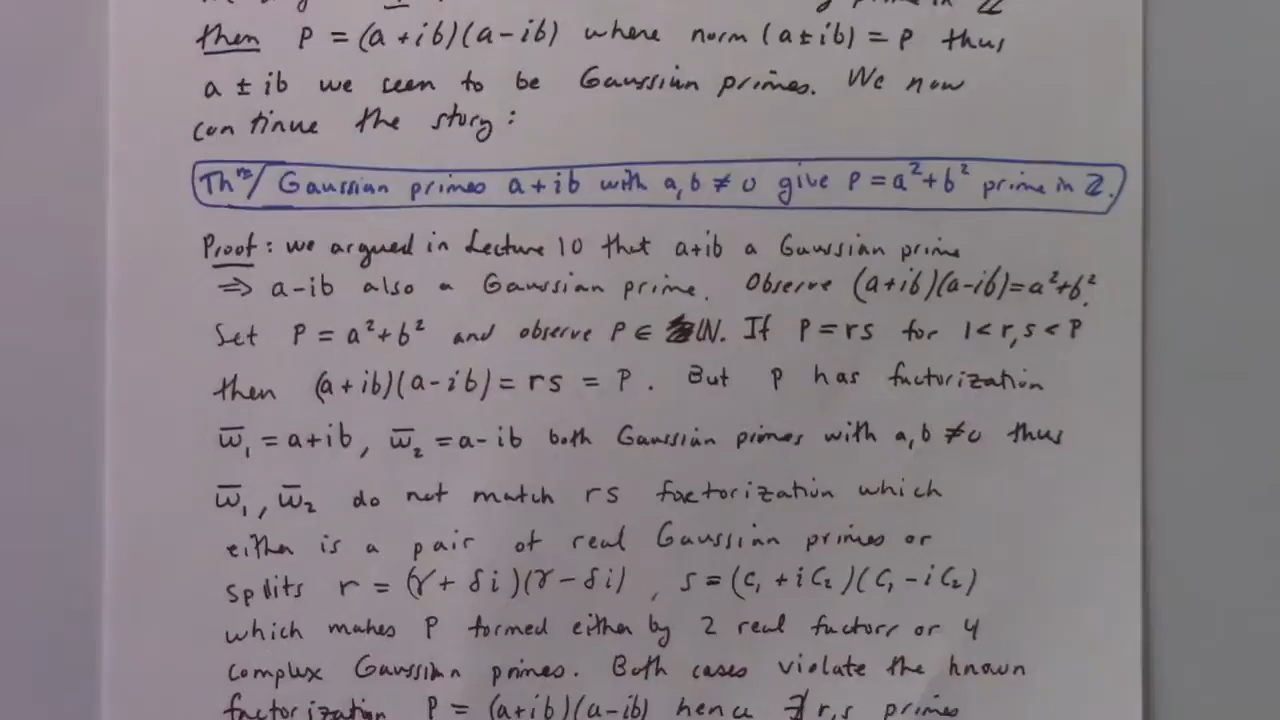 then P = (a + ib)(a - ib) where norm (a ± ib) = P thus
a ± ib we seen to be Gaussian primes. We now
continue the story :
Thᵐ/ Gaussian primes a + ib with a, b ≠ 0 give P = a² + b² prime in ℤ.
Proof : we argued in Lecture 10 that a+ib a Gaussian prime
⇒ a-ib also a Gaussian prime. Observe (a+ib)(a-ib)=a²+b².
Set P = a² + b² and observe P ∈ ℕ. If P = rs for 1 < r, s < P
then (a + ib)(a - ib) = rs = P. But P has factorization
ϖ₁ = a + ib, ϖ₂ = a - ib both Gaussian primes with a, b ≠ 0 thus
ϖ₁, ϖ₂ do not match rs factorization which
either is a pair of real Gaussian primes or
splits r = (γ + δi)(γ - δi), s = (c₁ + i c₂)(c₁ - i c₂)
which makes P formed either by 2 real factors or 4
complex Gaussian primes. Both cases violate the known
factorization P = (a+ib)(a-ib) hence ∄ r, s primes